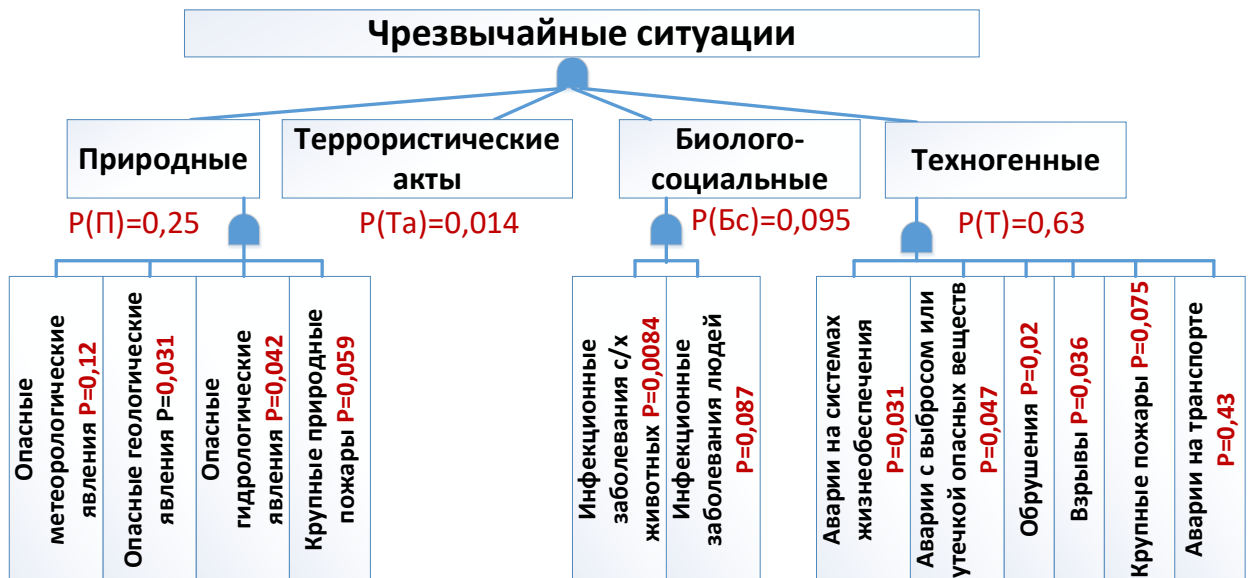 Чрезвычайные ситуации
Природные
Террористические
акты
Биолого-
социальные
Техногенные
Р(П)=0,25
Р(Та)=0,014
Р(Бс)=0,095
Р(Т)=0,63
Опасные
метеорологические
явления Р=0,12
Опасные геологические
явления Р=0,031
Опасные
гидрологические
явления Р=0,042
Крупные природные
пожары Р=0,059
Инфекционные
заболевания с/х
животных Р=0,0084
Инфекционные
заболевания людей
Р=0,087
Аварии на системах
жизнеобеспечения
Р=0,031
Аварии с выбросом или
утечкой опасных веществ
Р=0,047
Обрушения Р=0,02
Взрывы Р=0,036
Крупные пожары Р=0,075
Аварии на транспорте
Р=0,43